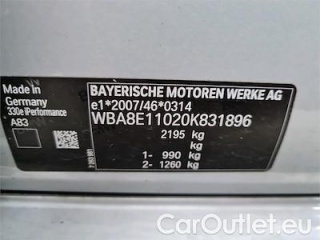 Made in
Germany
330e iPerformance
A83
BAYERISCHE MOTOREN WERKE AG
e1*2007/46*0314
WBA8E11020K831896
2195 kg
kg
1- 990 kg
2- 1260 kg
CarOutlet.eu